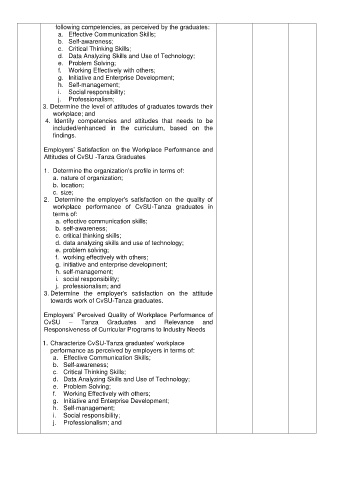 following competencies, as perceived by the graduates:
a. Effective Communication Skills;
b. Self-awareness;
c. Critical Thinking Skills;
d. Data Analyzing Skills and Use of Technology;
e. Problem Solving;
f. Working Effectively with others;
g. Initiative and Enterprise Development;
h. Self-management;
i. Social responsibility;
j. Professionalism;
3. Determine the level of attitudes of graduates towards their
workplace; and
4. Identify competencies and attitudes that needs to be
included/enhanced in the curriculum, based on the
findings.
Employers' Satisfaction on the Workplace Performance and
Attitudes of CvSU -Tanza Graduates
1. Determine the organization's profile in terms of:
a. nature of organization;
b. location;
c. size;
2. Determine the employer's satisfaction on the quality of
workplace performance of CvSU-Tanza graduates in
terms of:
a. effective communication skills;
b. self-awareness;
c. critical thinking skills;
d. data analyzing skills and use of technology;
e. problem solving;
f. working effectively with others;
g. initiative and enterprise development;
h. self-management;
i. social responsibility;
j. professionalism; and
3. Determine the employer's satisfaction on the attitude
towards work of CvSU-Tanza graduates.
Employers' Perceived Quality of Workplace Performance of
CvSU – Tanza Graduates and Relevance and
Responsiveness of Curricular Programs to Industry Needs
1. Characterize CvSU-Tanza graduates' workplace
performance as perceived by employers in terms of:
a. Effective Communication Skills;
b. Self-awareness;
c. Critical Thinking Skills;
d. Data Analyzing Skills and Use of Technology;
e. Problem Solving;
f. Working Effectively with others;
g. Initiative and Enterprise Development;
h. Self-management;
i. Social responsibility;
j. Professionalism; and